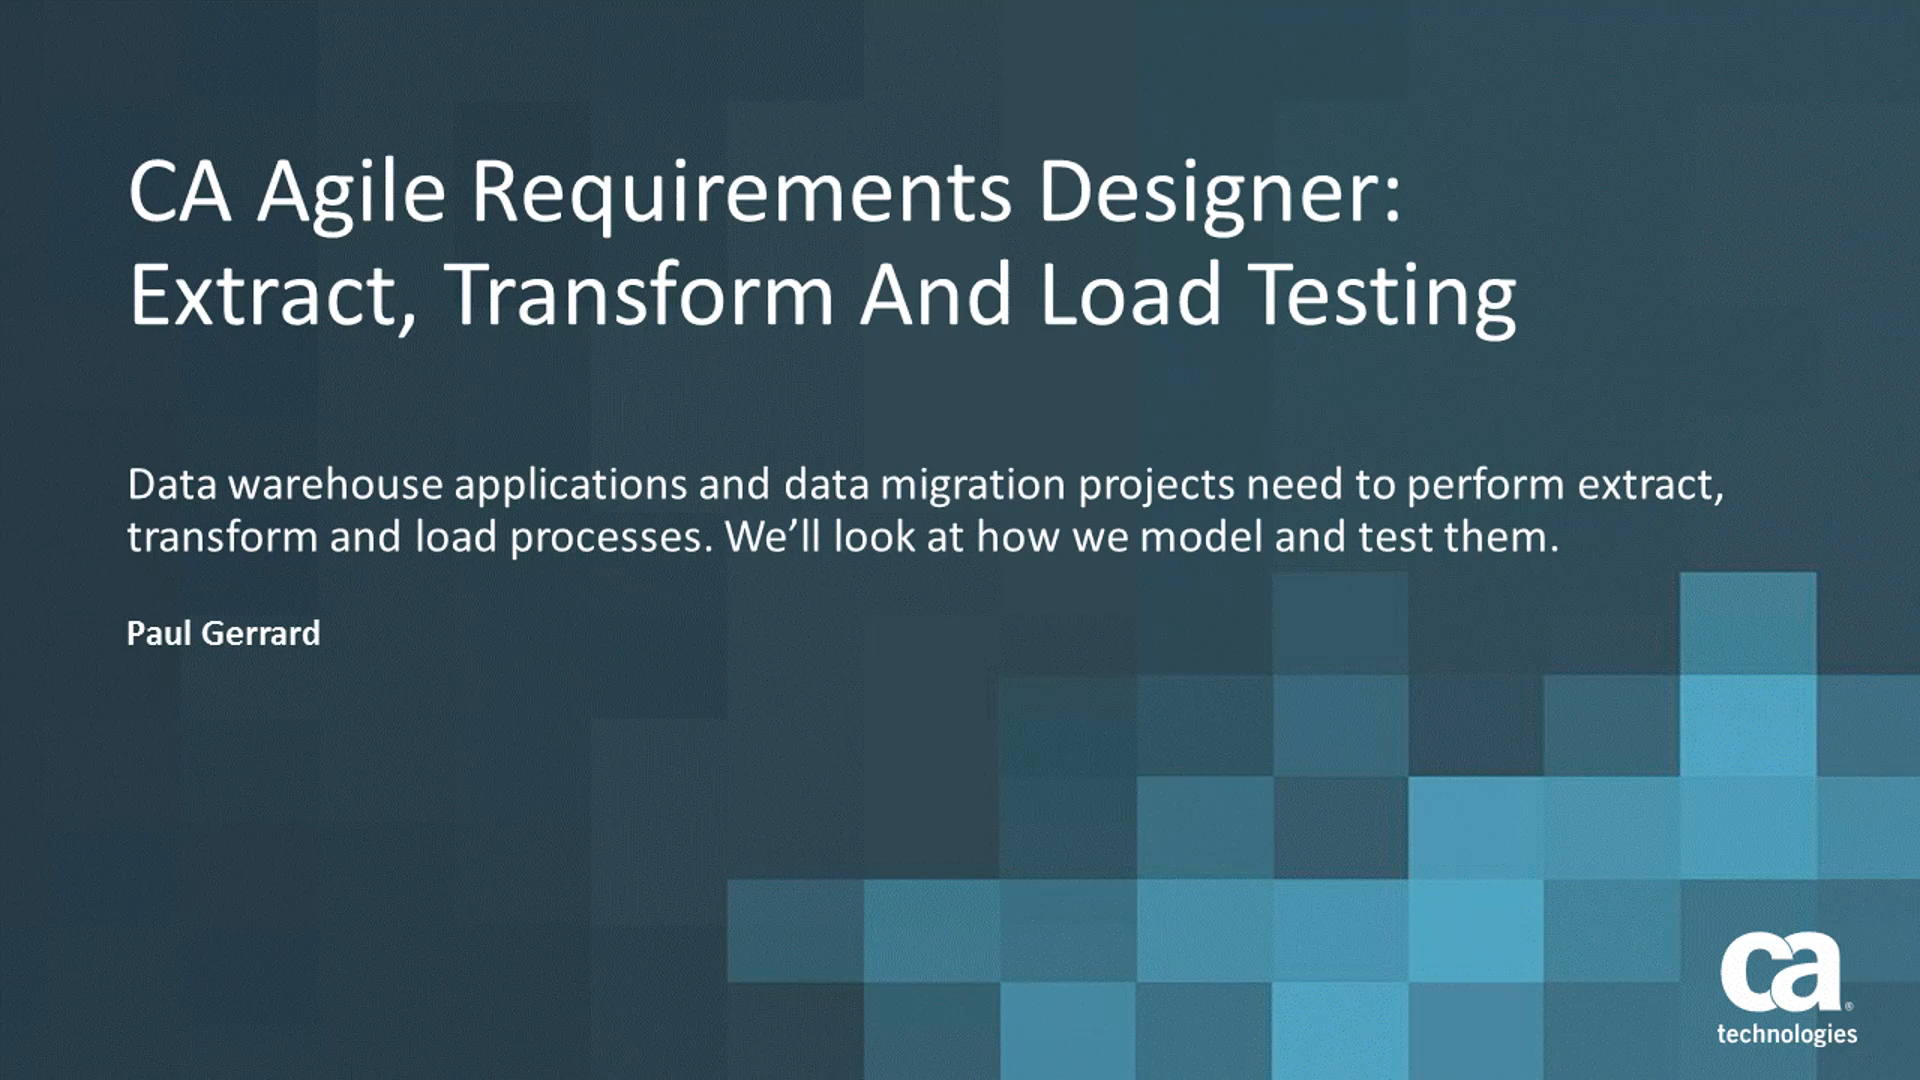 CA Agile Requirements Designer:
Extract, Transform And Load Testing
Data warehouse applications and data migration projects need to perform extract,
transform and load processes. We’ll look at how we model and test them.
Paul Gerrard
ca®
technologies